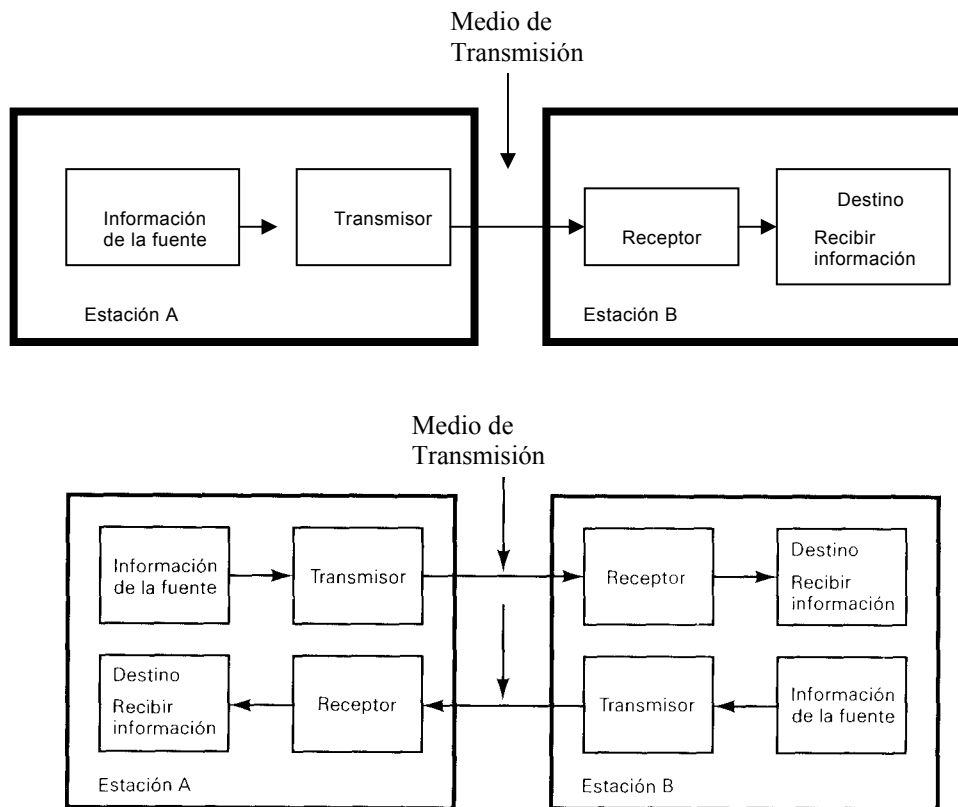 Medio de
Transmisión
Información
de la fuente
Transmisor
Receptor
Destino
Recibir
información
Estación A
Estación B
Medio de
Transmisión
Información
de la fuente
Transmisor
Receptor
Destino
Recibir
información
Destino
Recibir
información
Receptor
Transmisor
Información
de la fuente
Estación A
Estación B